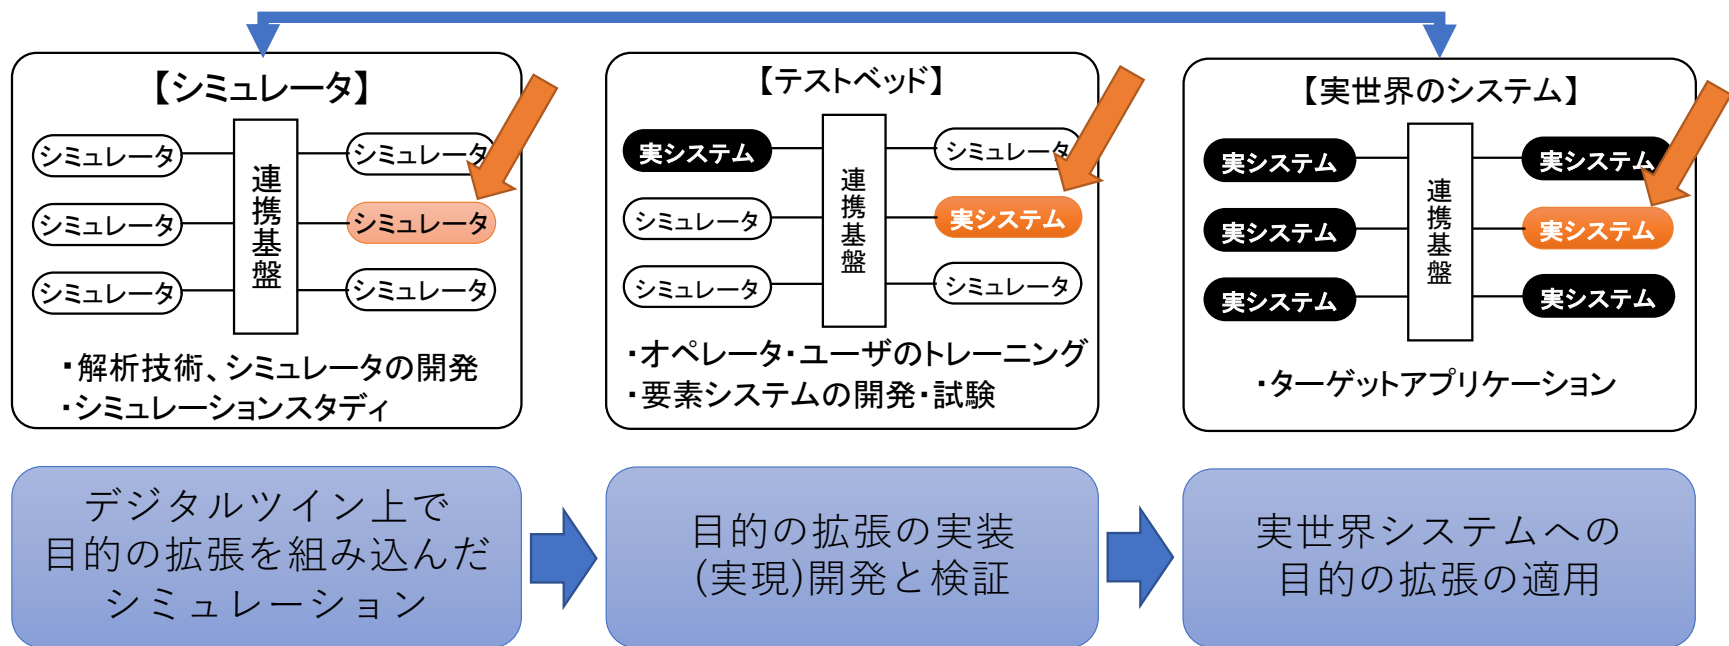 【シミュレータ】
シミュレータ
シミュレータ
シミュレータ
連携基盤
シミュレータ
シミュレータ
シミュレータ
・解析技術、シミュレータの開発
・シミュレーションスタディ
【テストベッド】
実システム
シミュレータ
シミュレータ
連携基盤
シミュレータ
実システム
シミュレータ
・オペレータ・ユーザのトレーニング
・要素システムの開発・試験
【実世界のシステム】
実システム
実システム
実システム
連携基盤
実システム
実システム
実システム
・ターゲットアプリケーション
デジタルツイン上で
目的の拡張を組み込んだ
シミュレーション
目的の拡張の実装
(実現)開発と検証
実世界システムへの
目的の拡張の適用